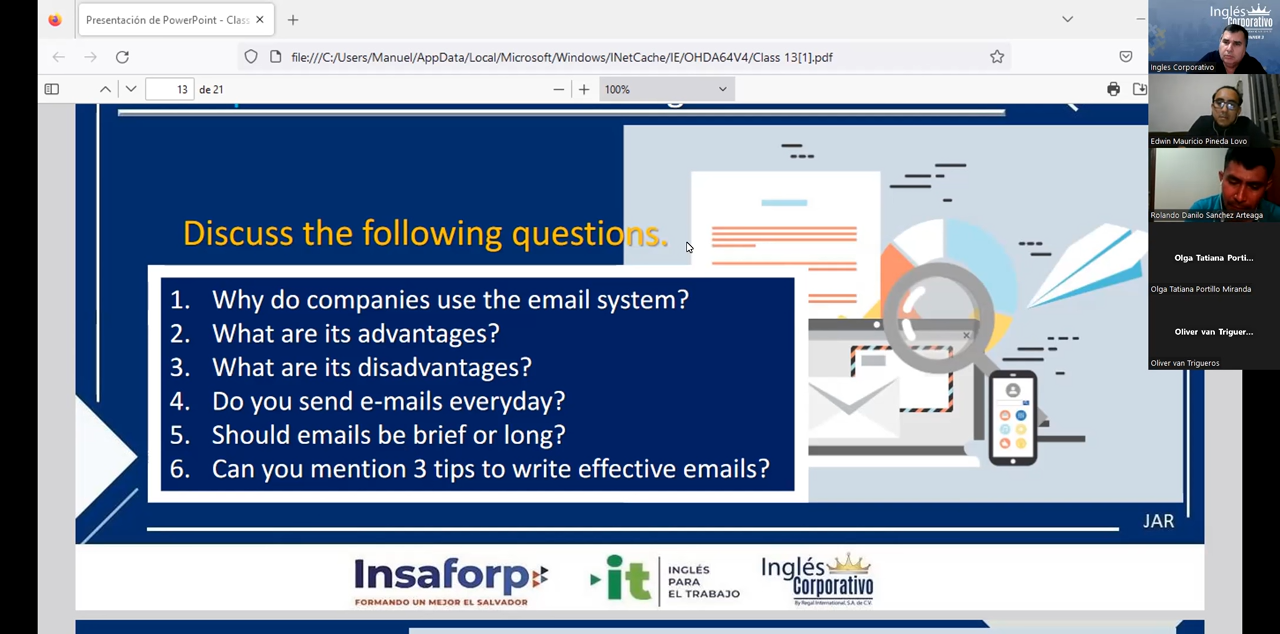 Presentación de PowerPoint - Clas
file:///C:/Users/Manuel/AppData/Local/Microsoft/Windows/INetCache/IE/OHDA64V4/Class 13[1].pdf
13 de 21
100%
Discuss the following questions.
1. Why do companies use the email system?
2. What are its advantages?
3. What are its disadvantages?
4. Do you send e-mails everyday?
5. Should emails be brief or long?
6. Can you mention 3 tips to write effective emails?
JAR
Insaforp
FORMANDO UN MEJOR EL SALVADOR
it
INGLÉS
PARA
EL TRABAJO
Inglés
Corporativo
By Regal International, S.A. de C.V.
Inglés
Corporativo
Ingles Corporativo
Edwin Mauricio Pineda Lovo
Rolando Danilo Sanchez Arteaga
Olga Tatiana Porti...
Olga Tatiana Portillo Miranda
Oliver van Triguer...
Oliver van Trigueros